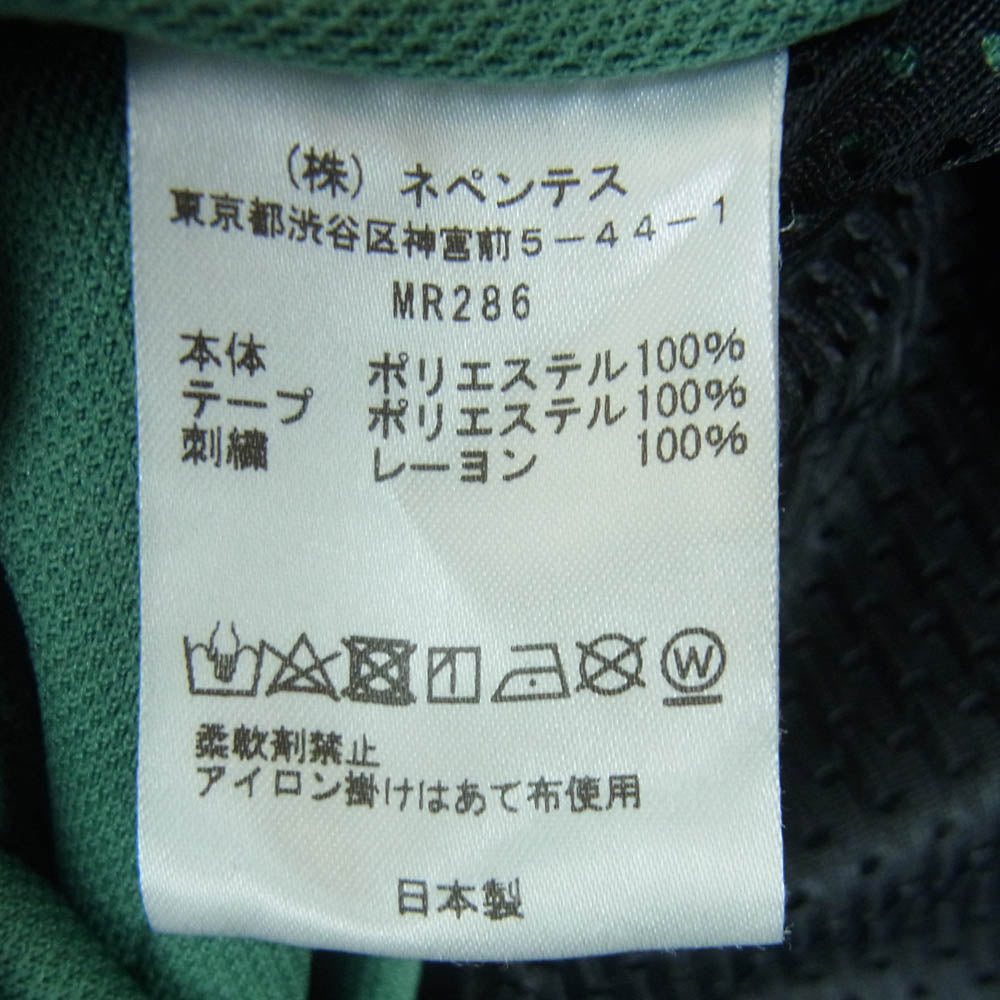 (株) ネペンテス
東京都渋谷区神宮前5-44-1
MR286
本体 ポリエステル100%
テープ ポリエステル100%
刺繍 レーヨン 100%
W
柔軟剤禁止
アイロン掛けはあて布使用
日本製